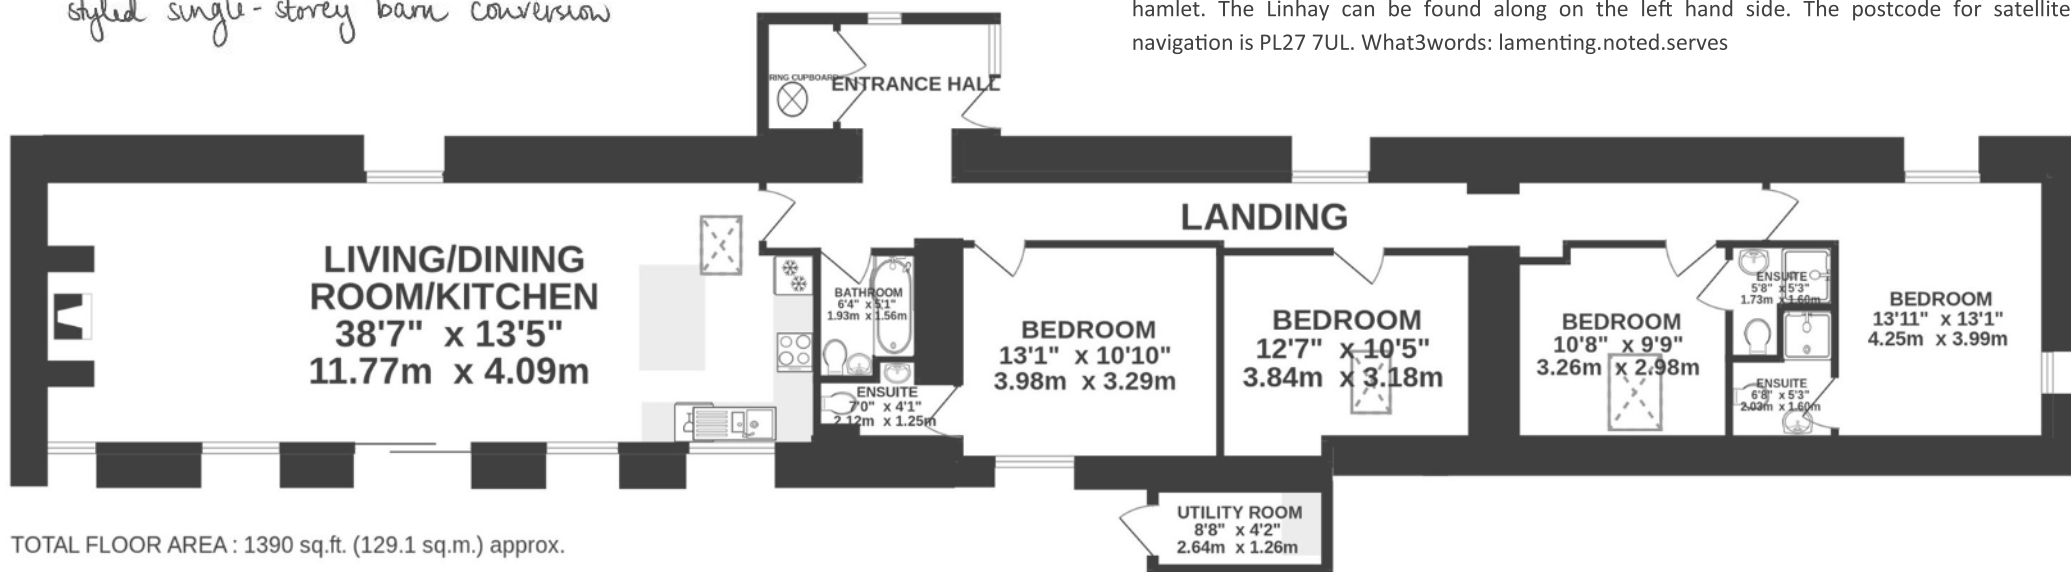 styled single-storey barn conversion
hamlet. The Linhay can be found along on the left hand side. The postcode for satellite
navigation is PL27 7UL. What3words: lamenting.noted.serves
RING CUPBOARD
ENTRANCE HALL
LANDING
LIVING/DINING
ROOM/KITCHEN
38'7" x 13'5"
11.77m x 4.09m
BATHROOM
6'4" x 5'1"
1.93m x 1.56m
ENSUITE
7'0" x 4'1"
2.12m x 1.25m
BEDROOM
13'1" x 10'10"
3.98m x 3.29m
BEDROOM
12'7" x 10'5"
3.84m x 3.18m
BEDROOM
10'8" x 9'9"
3.26m x 2.98m
ENSUITE
5'8" x 5'3"
1.73m x 1.60m
ENSUITE
6'8" x 5'3"
2.03m x 1.60m
BEDROOM
13'11" x 13'1"
4.25m x 3.99m
UTILITY ROOM
8'8" x 4'2"
2.64m x 1.26m
TOTAL FLOOR AREA : 1390 sq.ft. (129.1 sq.m.) approx.